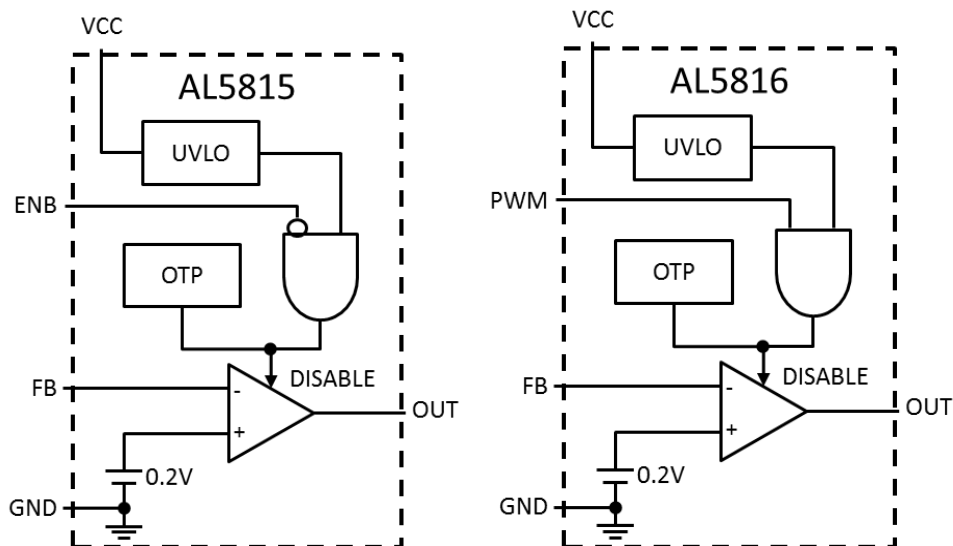 VCC
AL5815
UVLO
ENB
OTP
DISABLE
FB
-
+
OUT
0.2V
GND
VCC
AL5816
UVLO
PWM
OTP
DISABLE
FB
-
+
OUT
0.2V
GND